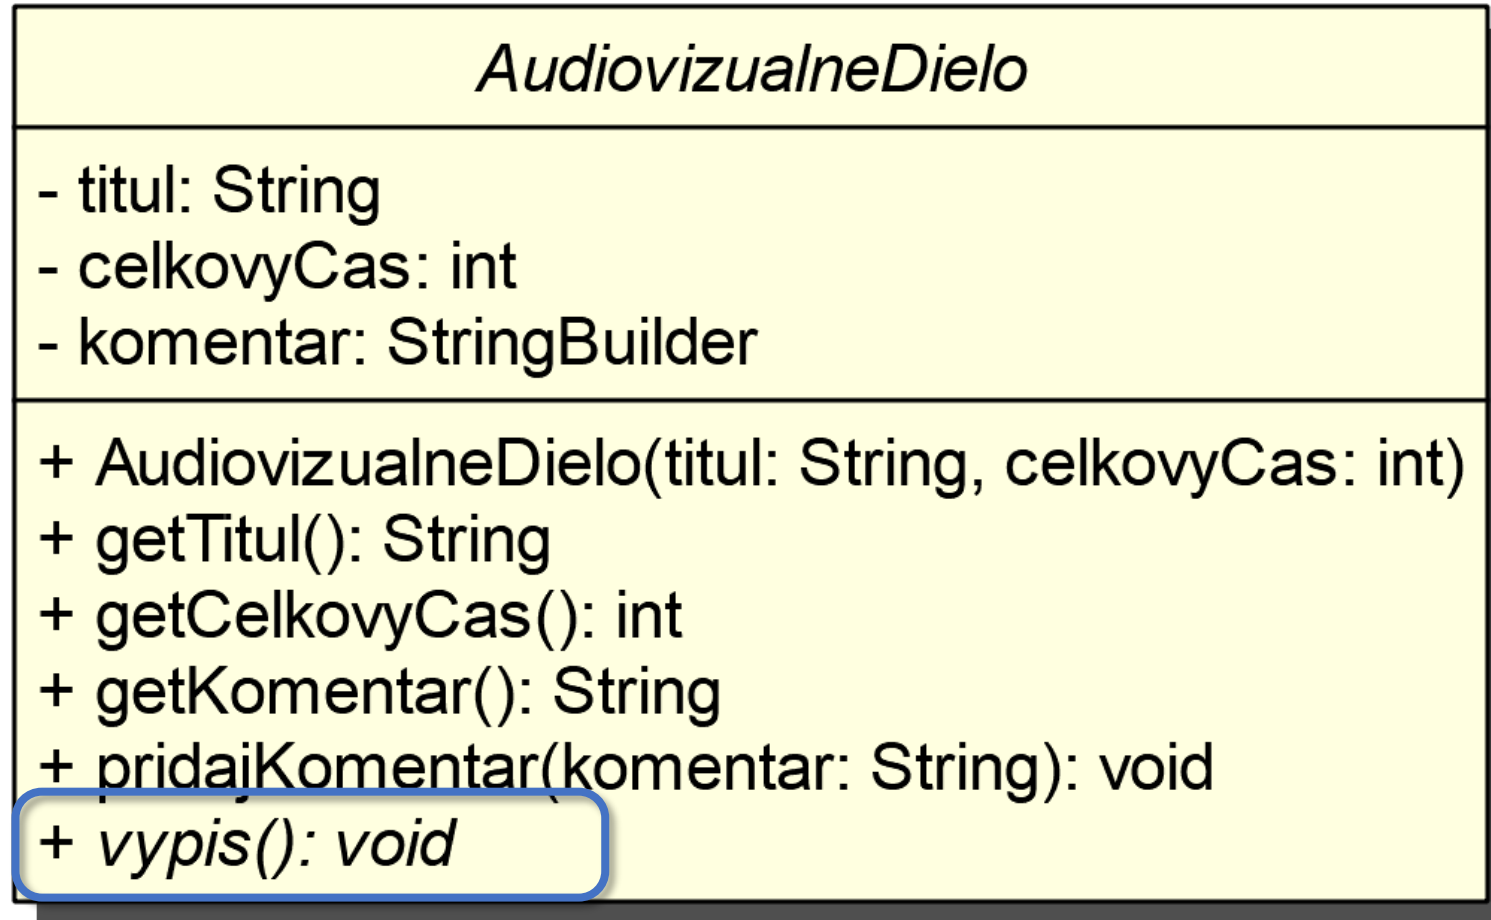 AudiovizualneDielo
- titul: String
- celkovyCas: int
- komentar: StringBuilder
+ AudiovizualneDielo(titul: String, celkovyCas: int)
+ getTitul(): String
+ getCelkovyCas(): int
+ getKomentar(): String
+ pridajKomentar(komentar: String): void
+ vypis(): void